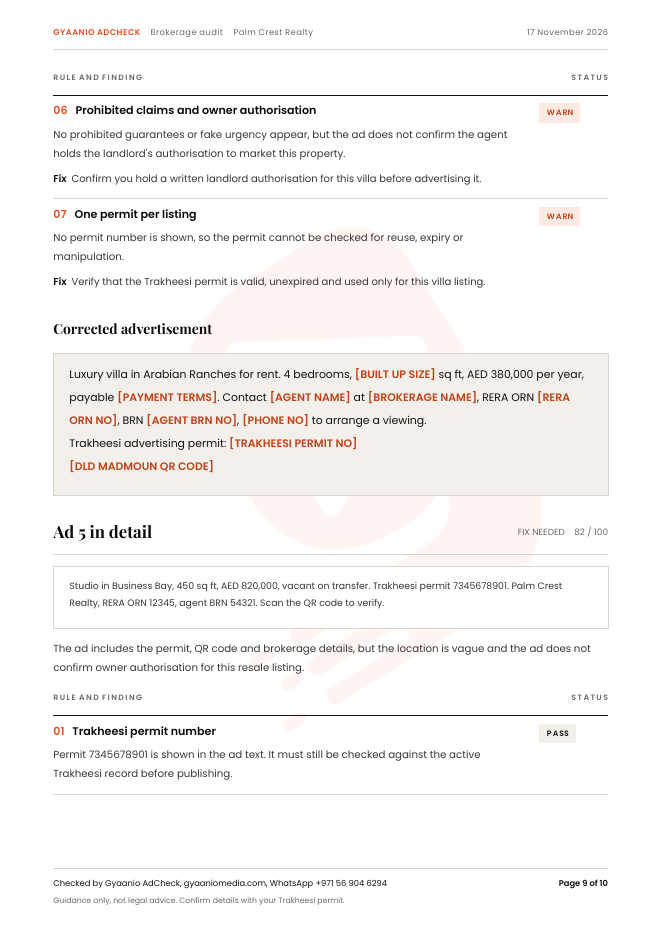 GYAANIO ADCHECK Brokerage audit Palm Crest Realty 17 November 2026
RULE AND FINDING STATUS
06 Prohibited claims and owner authorisation WARN
No prohibited guarantees or fake urgency appear, but the ad does not confirm the agent
holds the landlord's authorisation to market this property.
Fix Confirm you hold a written landlord authorisation for this villa before advertising it.
07 One permit per listing WARN
No permit number is shown, so the permit cannot be checked for reuse, expiry or
manipulation.
Fix Verify that the Trakheesi permit is valid, unexpired and used only for this villa listing.
Corrected advertisement
Luxury villa in Arabian Ranches for rent. 4 bedrooms, [BUILT UP SIZE] sq ft, AED 380,000 per year,
payable [PAYMENT TERMS]. Contact [AGENT NAME] at [BROKERAGE NAME], RERA ORN [RERA
ORN NO], BRN [AGENT BRN NO], [PHONE NO] to arrange a viewing.
Trakheesi advertising permit: [TRAKHEESI PERMIT NO]
[DLD MADMOUN QR CODE]
Ad 5 in detail FIX NEEDED 82 / 100
Studio in Business Bay, 450 sq ft, AED 820,000, vacant on transfer. Trakheesi permit 7345678901. Palm Crest
Realty, RERA ORN 12345, agent BRN 54321. Scan the QR code to verify.
The ad includes the permit, QR code and brokerage details, but the location is vague and the ad does not
confirm owner authorisation for this resale listing.
RULE AND FINDING STATUS
01 Trakheesi permit number PASS
Permit 7345678901 is shown in the ad text. It must still be checked against the active
Trakheesi record before publishing.
Checked by Gyaanio AdCheck, gyaaniomedia.com, WhatsApp +971 56 904 6294 Page 9 of 10
Guidance only, not legal advice. Confirm details with your Trakheesi permit.